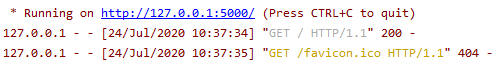 * Running on http://127.0.0.1:5000/ (Press CTRL+C to quit)
127.0.0.1 - - [24/Jul/2020 10:37:34] "GET / HTTP/1.1" 200 -
127.0.0.1 - - [24/Jul/2020 10:37:35] "GET /favicon.ico HTTP/1.1" 404 -